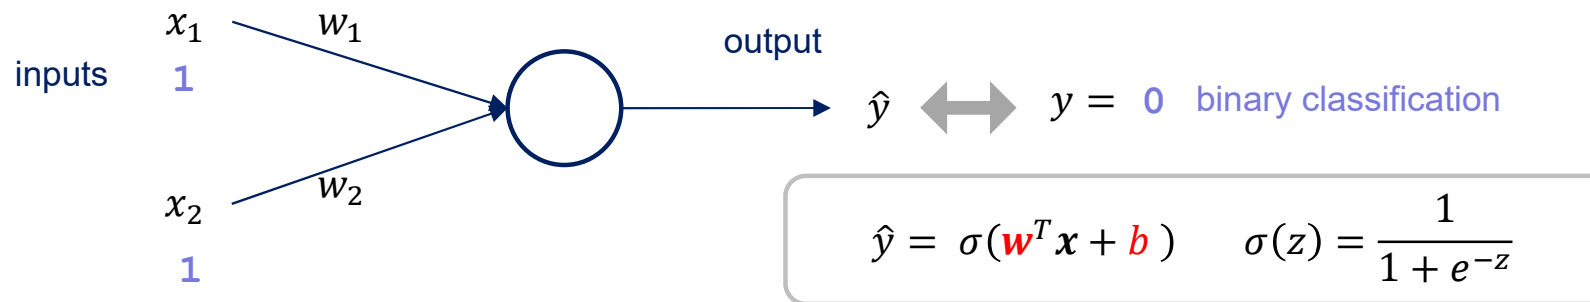 x₁ w₁
inputs 1
output
ŷ y = 0 binary classification
x₂ w₂
1
ŷ = σ(wᵀx + b ) σ(z) = 1 / (1 + e⁻ᶻ)